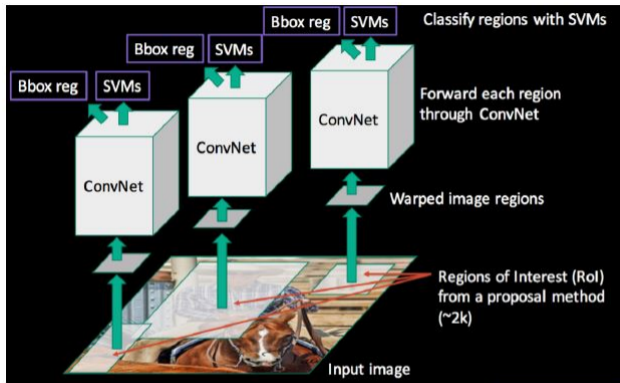 Bbox reg SVMs
Classify regions with SVMs
Bbox reg SVMs
Bbox reg SVMs
Forward each region
through ConvNet
ConvNet
ConvNet
ConvNet
Warped image regions
Regions of Interest (RoI)
from a proposal method
(~2k)
Input image